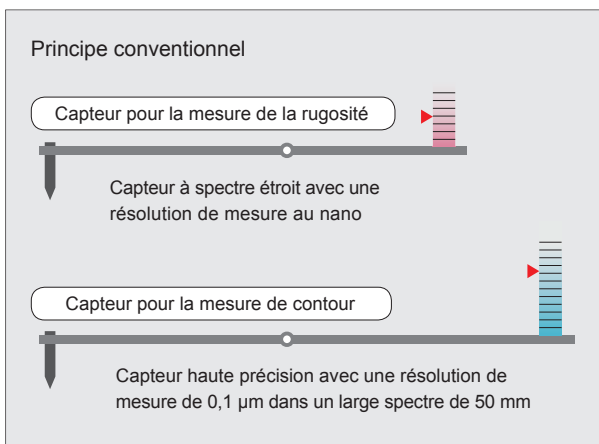 Principe conventionnel
Capteur pour la mesure de la rugosité
Capteur à spectre étroit avec une
résolution de mesure au nano
Capteur pour la mesure de contour
Capteur haute précision avec une résolution de
mesure de 0,1 µm dans un large spectre de 50 mm